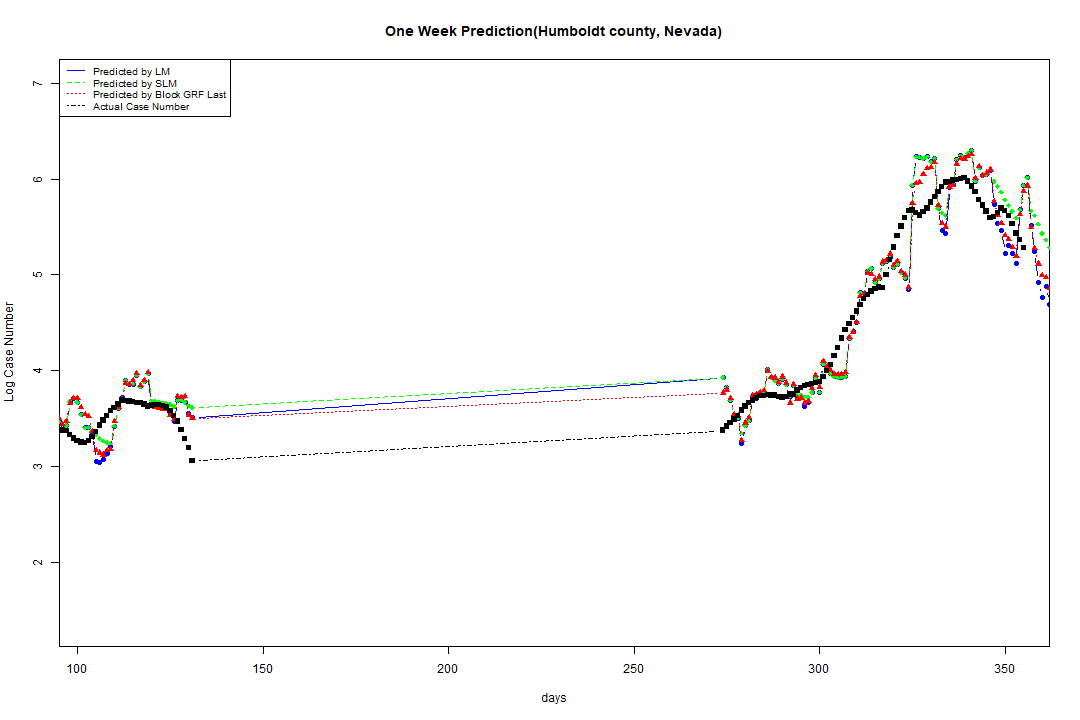 One Week Prediction(Humboldt county, Nevada)
Predicted by LM
Predicted by SLM
Predicted by Block GRF Last
Actual Case Number
7
6
5
4
3
2
Log Case Number
100 150 200 250 300 350
days